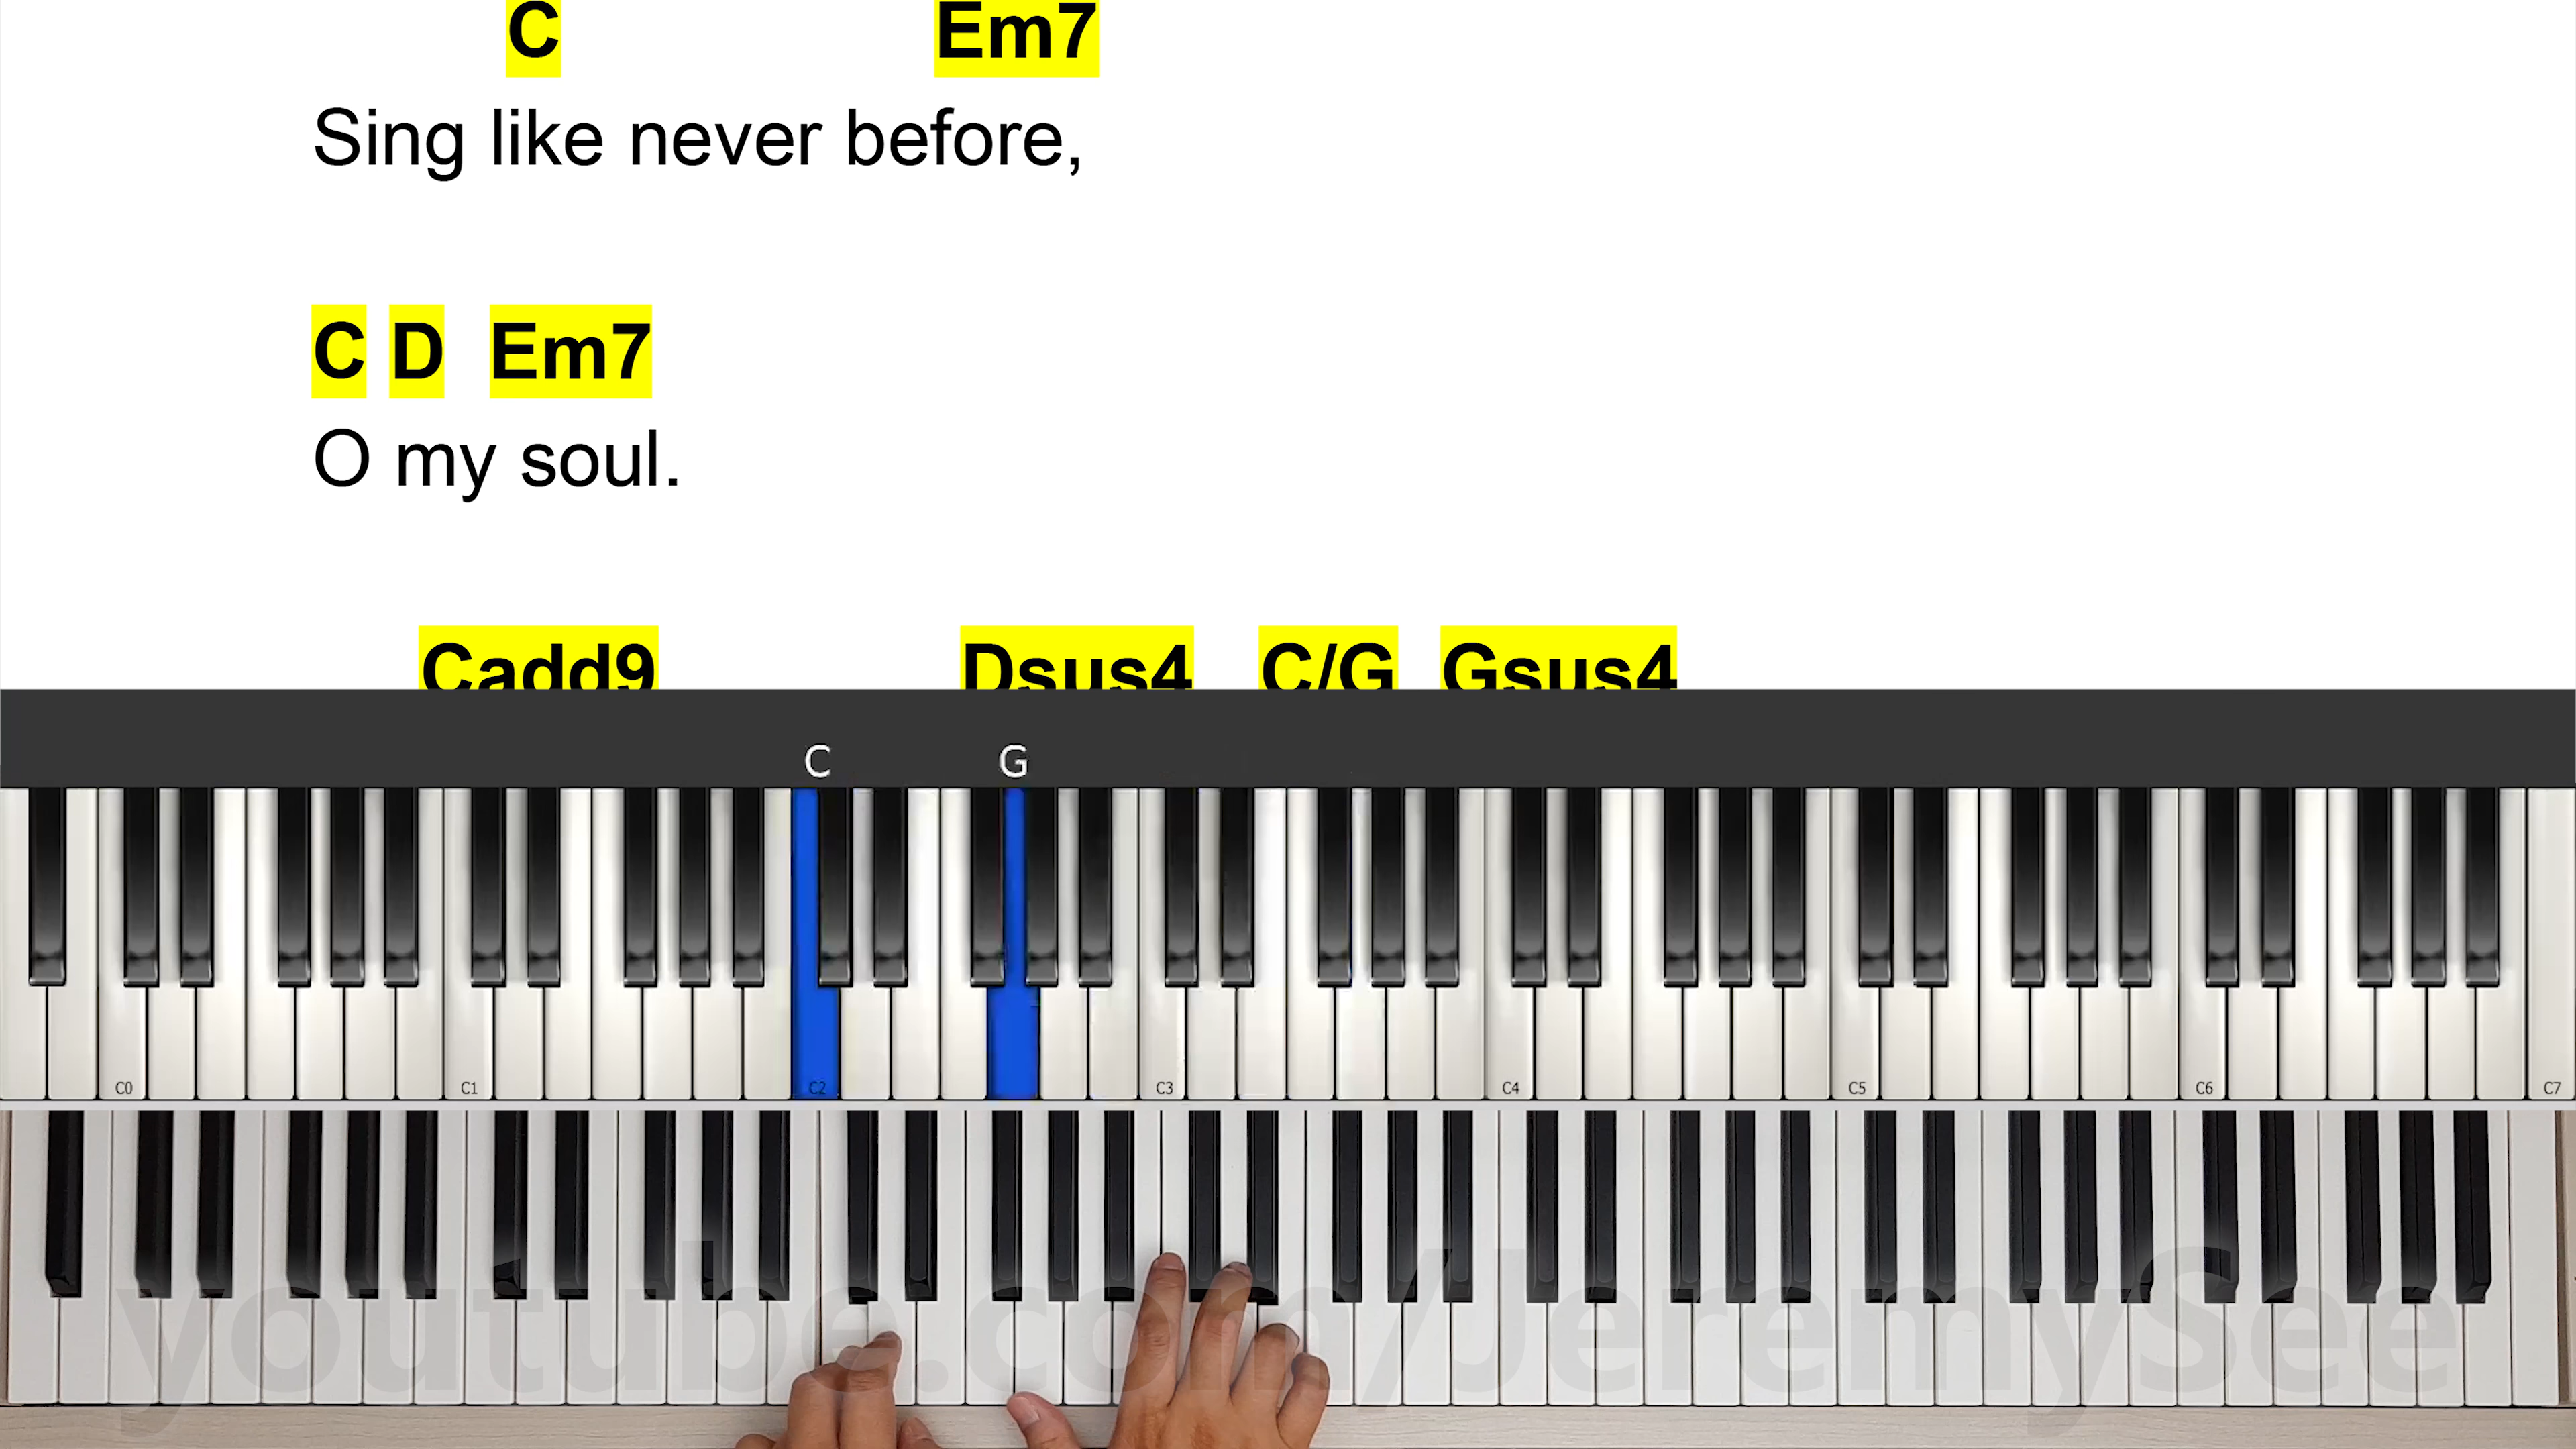 C Em7
Sing like never before,
C D Em7
O my soul.
Cadd9 Dsus4 C/G Gsus4
C G
C0 C1 C2 C3 C4 C5 C6 C7
youtube.com/JeremySee